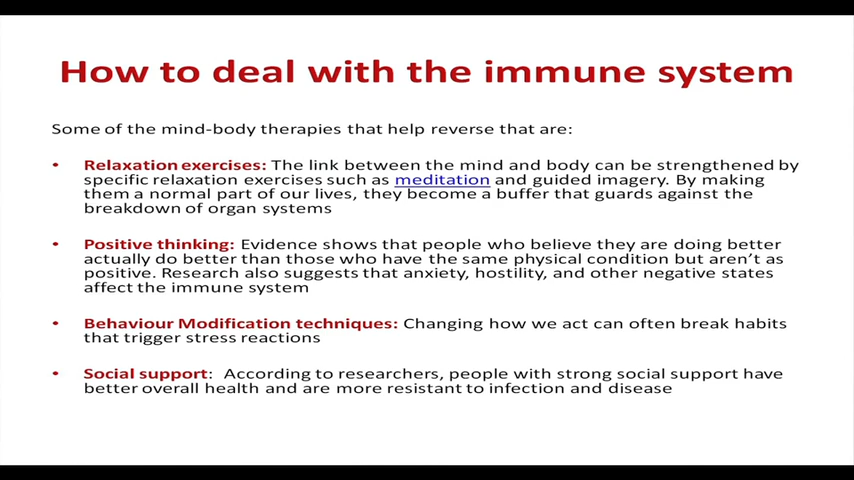 How to deal with the immune system
Some of the mind-body therapies that help reverse that are:
• Relaxation exercises: The link between the mind and body can be strengthened by
specific relaxation exercises such as meditation and guided imagery. By making
them a normal part of our lives, they become a buffer that guards against the
breakdown of organ systems
• Positive thinking: Evidence shows that people who believe they are doing better
actually do better than those who have the same physical condition but aren't as
positive. Research also suggests that anxiety, hostility, and other negative states
affect the immune system
• Behaviour Modification techniques: Changing how we act can often break habits
that trigger stress reactions
• Social support: According to researchers, people with strong social support have
better overall health and are more resistant to infection and disease